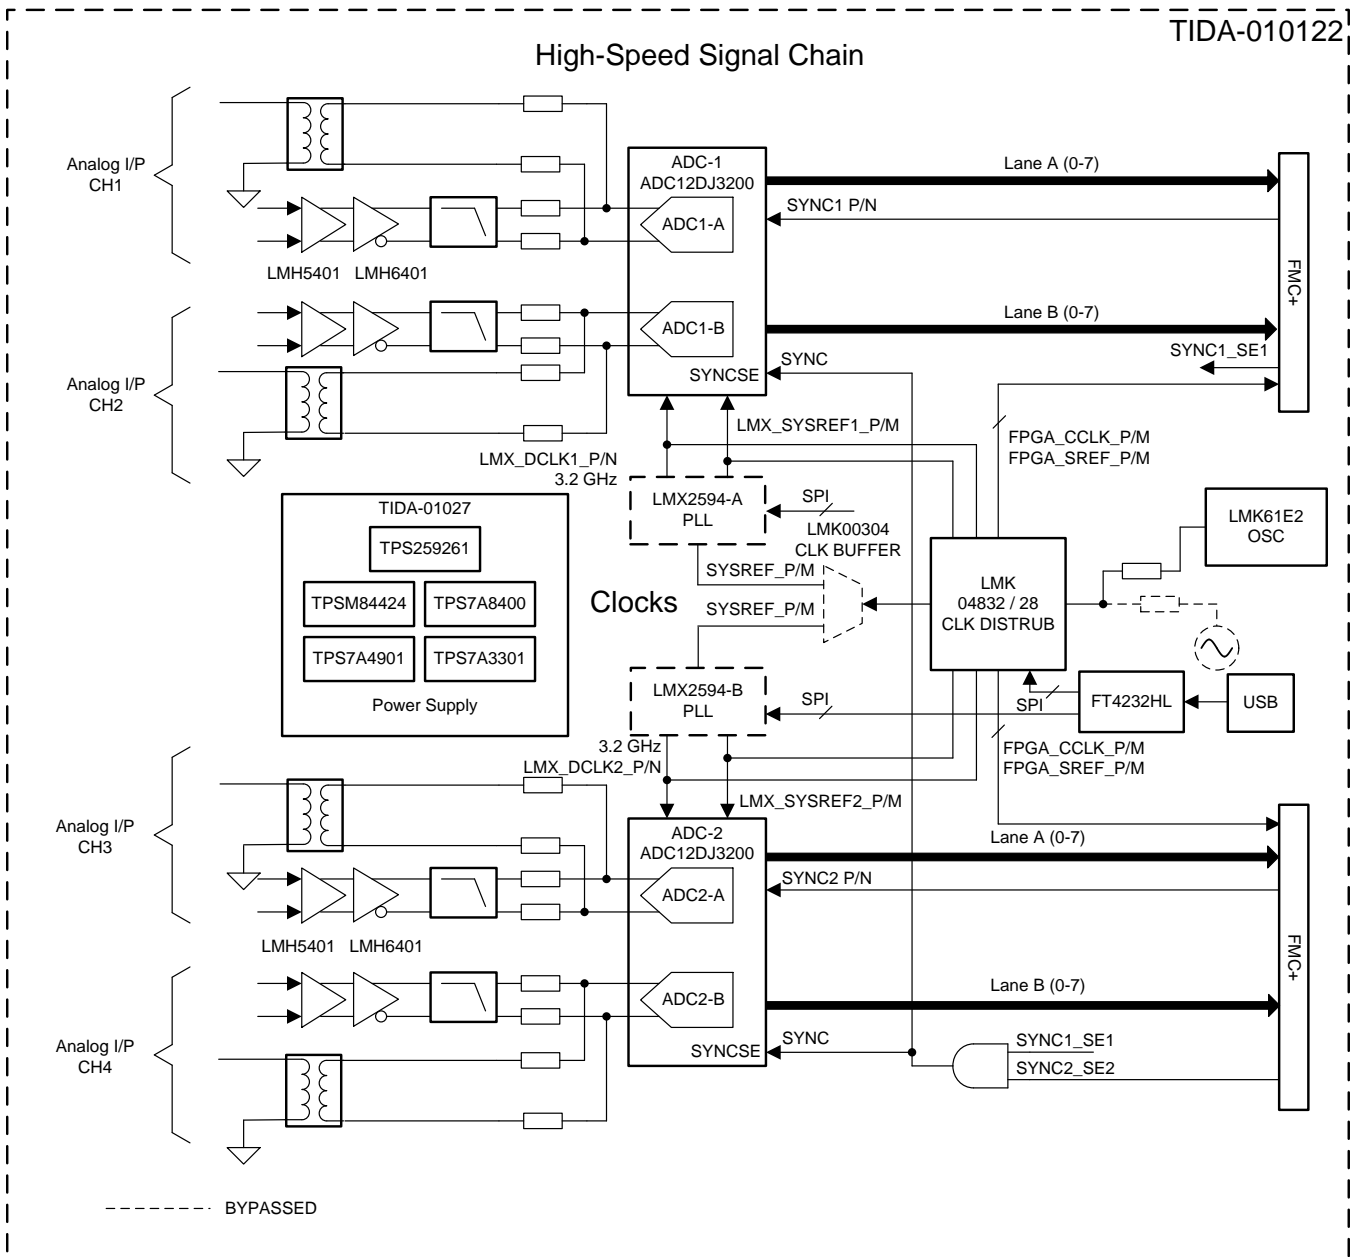 TIDA-010122
High-Speed Signal Chain
Analog I/P
CH1
LMH5401
LMH6401
ADC-1
ADC12DJ3200
ADC1-A
ADC1-B
SYNCSE
Lane A (0-7)
SYNC1 P/N
FMC+
Lane B (0-7)
SYNC1_SE1
SYNC
Analog I/P
CH2
LMX_SYSREF1_P/M
FPGA_CCLK_P/M
FPGA_SREF_P/M
LMX_DCLK1_P/N
3.2 GHz
LMX2594-A
PLL
SPI
LMK00304
CLK BUFFER
SYSREF_P/M
SYSREF_P/M
Clocks
LMK
04832 / 28
CLK DISTRUB
LMK61E2
OSC
TIDA-01027
TPS259261
TPSM84424
TPS7A8400
TPS7A4901
TPS7A3301
Power Supply
LMX2594-B
PLL
SPI
SPI
FT4232HL
USB
3.2 GHz
LMX_DCLK2_P/N
FPGA_CCLK_P/M
FPGA_SREF_P/M
LMX_SYSREF2_P/M
Analog I/P
CH3
LMH5401
LMH6401
ADC-2
ADC12DJ3200
ADC2-A
ADC2-B
SYNCSE
Lane A (0-7)
SYNC2 P/N
FMC+
Lane B (0-7)
SYNC
SYNC1_SE1
SYNC2_SE2
Analog I/P
CH4
BYPASSED